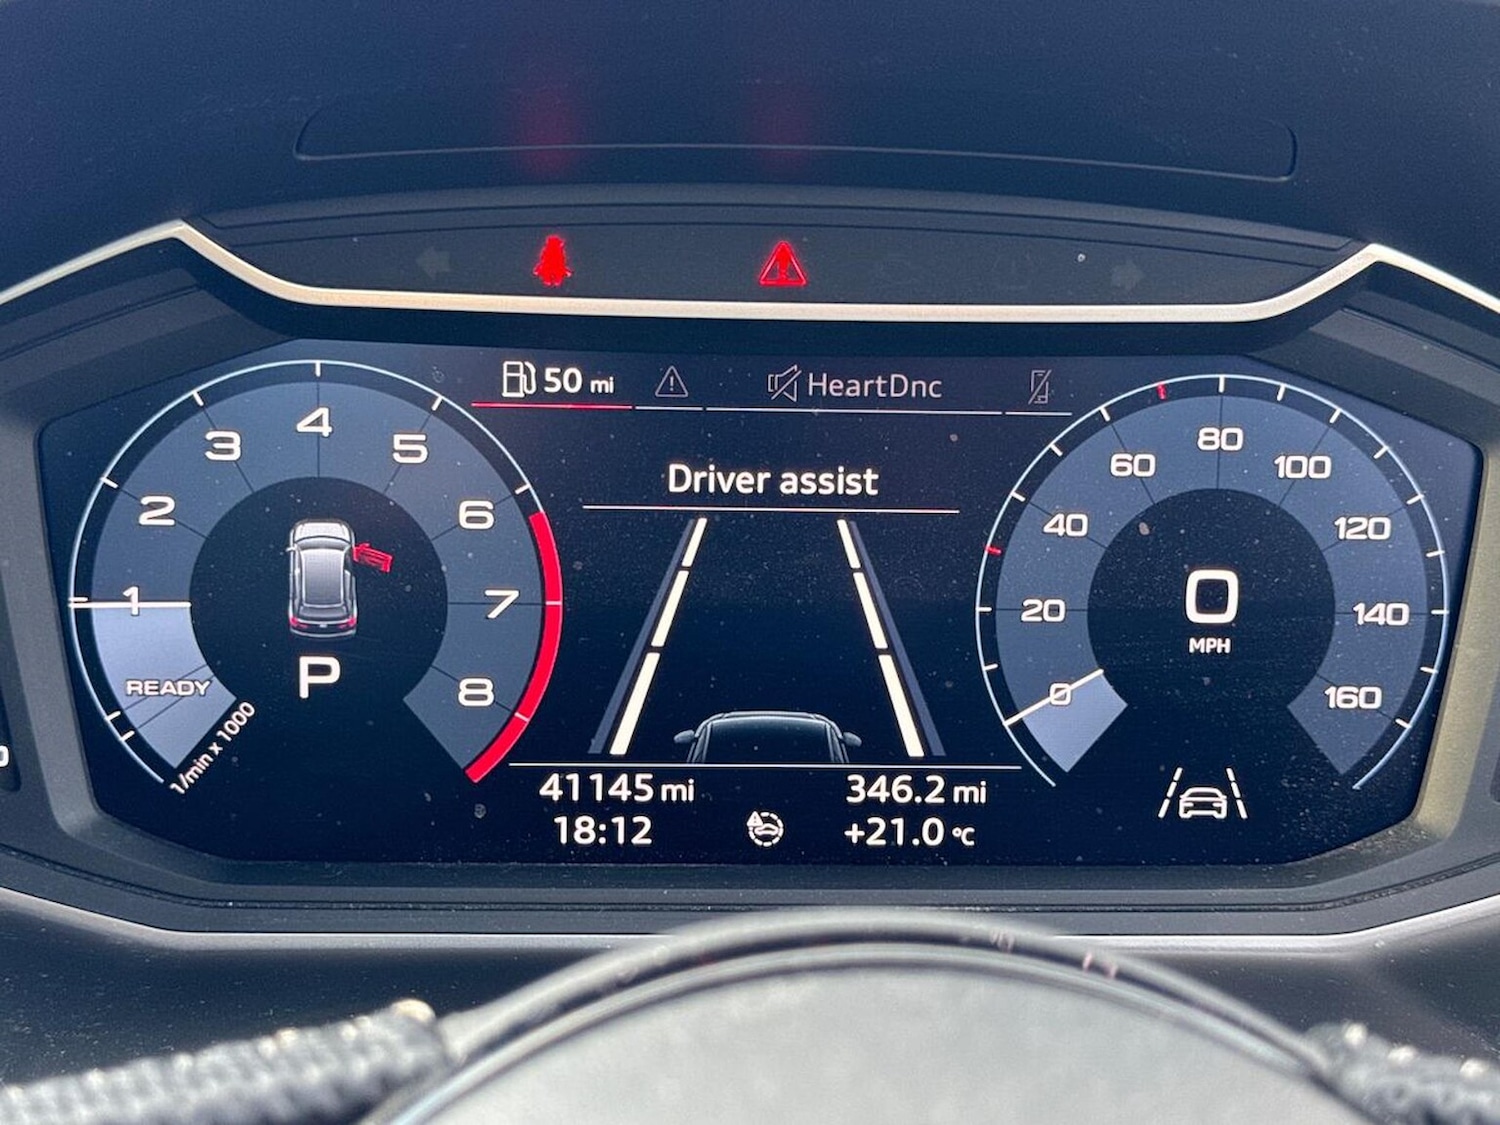 50 mi
HeartDnc
Driver assist
1
2
3
4
5
6
7
8
READY
1/min x 1000
P
0
20
40
60
80
100
120
140
160
0
MPH
41145 mi
346.2 mi
18:12
+21.0 °C